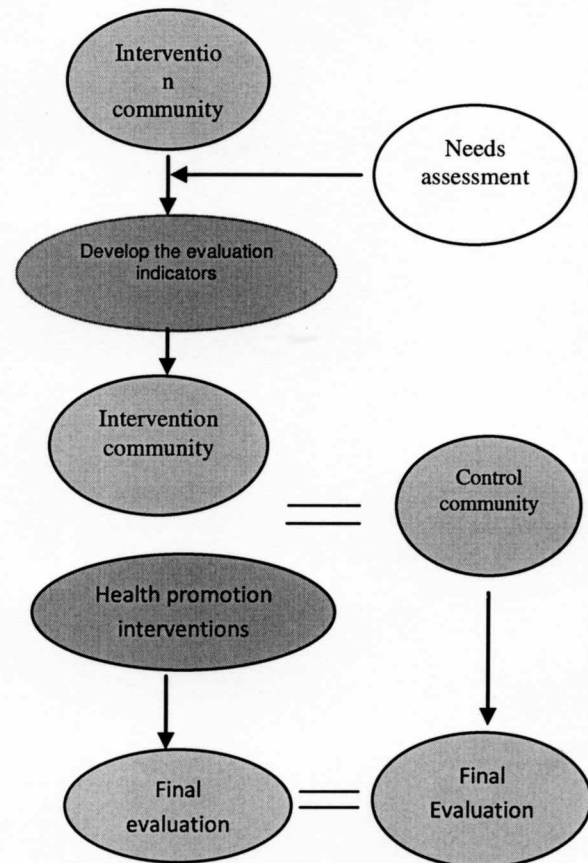 Interventio
n
community
Needs
assessment
Develop the evaluation
indicators
Intervention
community
Control
community
Health promotion
interventions
Final
evaluation
Final
Evaluation